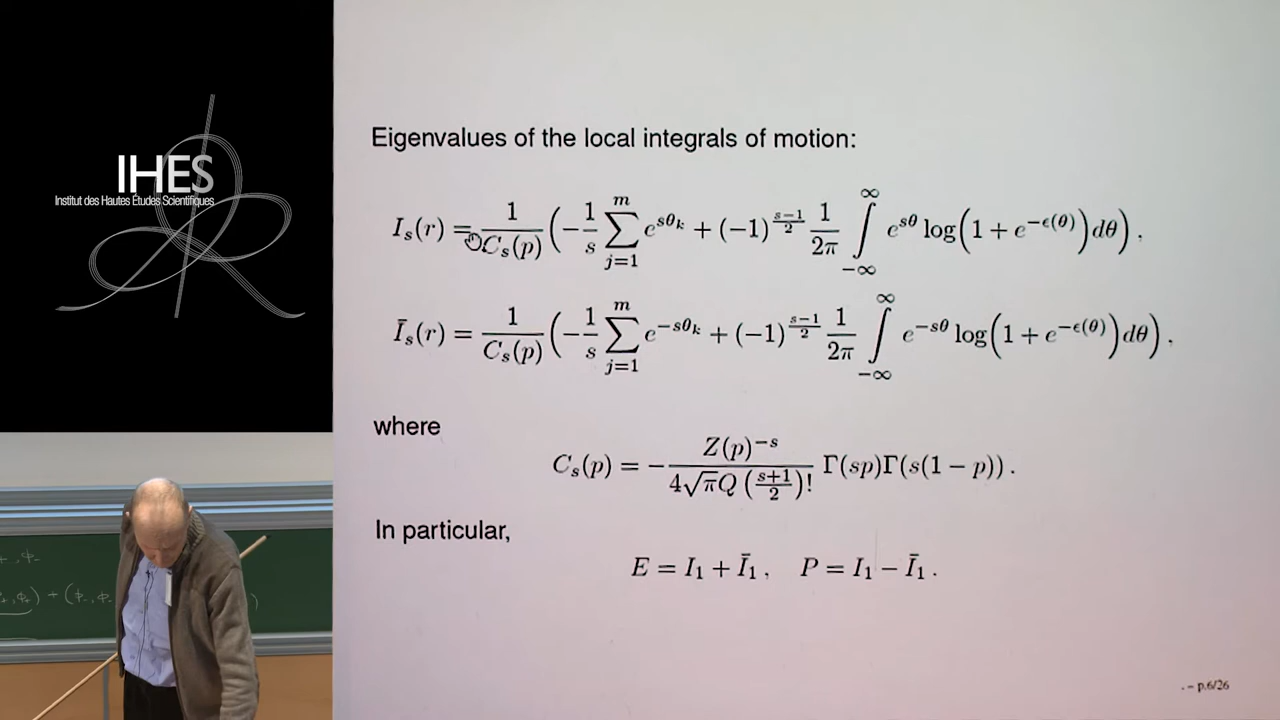 IHES
Institut des Hautes Études Scientifiques
Eigenvalues of the local integrals of motion:
I_s(r) = \frac{1}{C_s(p)} \Big( -\frac{1}{s} \sum_{j=1}^{m} e^{s\theta_k} + (-1)^{\frac{s-1}{2}} \frac{1}{2\pi} \int_{-\infty}^{\infty} e^{s\theta} \log\Big(1 + e^{-\epsilon(\theta)}\Big) d\theta \Big) ,
\bar{I}_s(r) = \frac{1}{C_s(p)} \Big( -\frac{1}{s} \sum_{j=1}^{m} e^{-s\theta_k} + (-1)^{\frac{s-1}{2}} \frac{1}{2\pi} \int_{-\infty}^{\infty} e^{-s\theta} \log\Big(1 + e^{-\epsilon(\theta)}\Big) d\theta \Big) ,
where
C_s(p) = -\frac{Z(p)^{-s}}{4\sqrt{\pi} Q \left(\frac{s+1}{2}\right)!} \Gamma(sp)\Gamma(s(1-p)) .
In particular,
E = I_1 + \bar{I}_1 , P = I_1 - \bar{I}_1 .
. – p.6/26